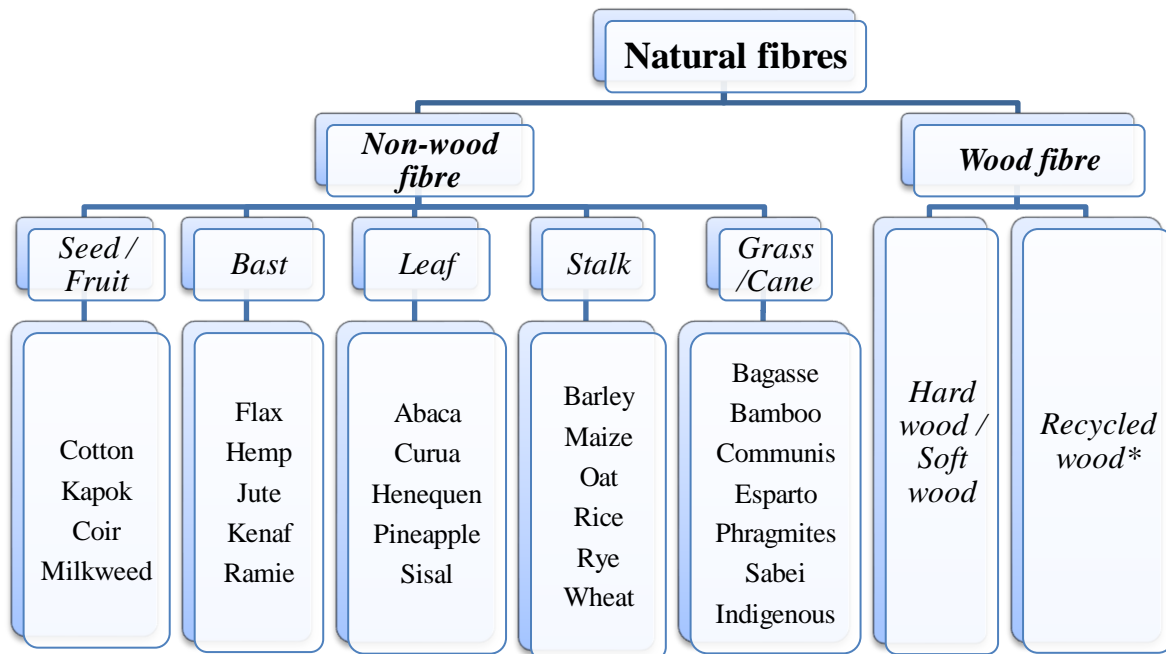 Natural fibres
Non-wood
fibre
Wood fibre
Seed /
Fruit
Bast
Leaf
Stalk
Grass
/Cane
Cotton
Kapok
Coir
Milkweed
Flax
Hemp
Jute
Kenaf
Ramie
Abaca
Curua
Henequen
Pineapple
Sisal
Barley
Maize
Oat
Rice
Rye
Wheat
Bagasse
Bamboo
Communis
Esparto
Phragmites
Sabei
Indigenous
Hard
wood /
Soft
wood
Recycled
wood*